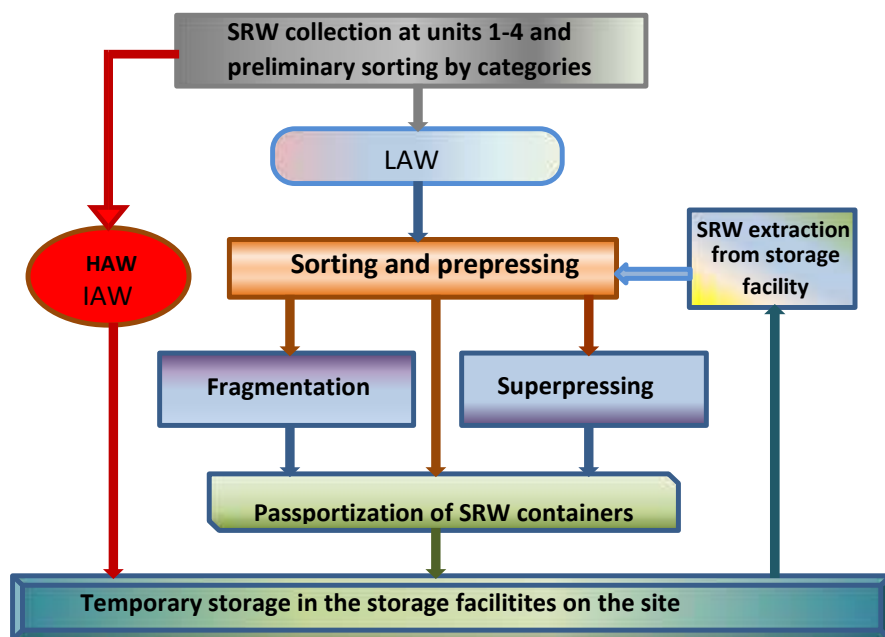 SRW collection at units 1-4 and
preliminary sorting by categories
LAW
SRW extraction
from storage
facility
HAW
IAW
Sorting and prepressing
Fragmentation
Superpressing
Passportization of SRW containers
Temporary storage in the storage facilitites on the site